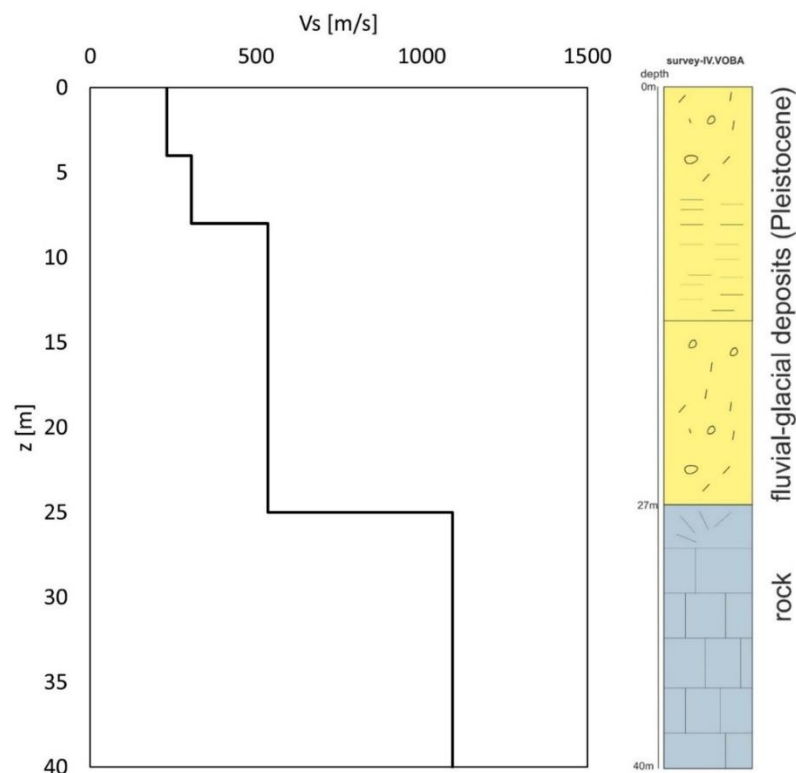 Vs [m/s]
0 500 1000 1500
0
5
10
15
20
25
30
35
40
z [m]
survey-IV.VOBA
depth
0m
27m
40m
fluvial-glacial deposits (Pleistocene)
rock